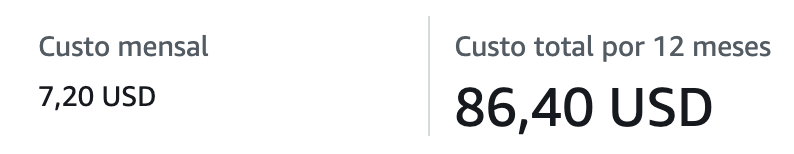 Custo mensal
7,20 USD
Custo total por 12 meses
86,40 USD